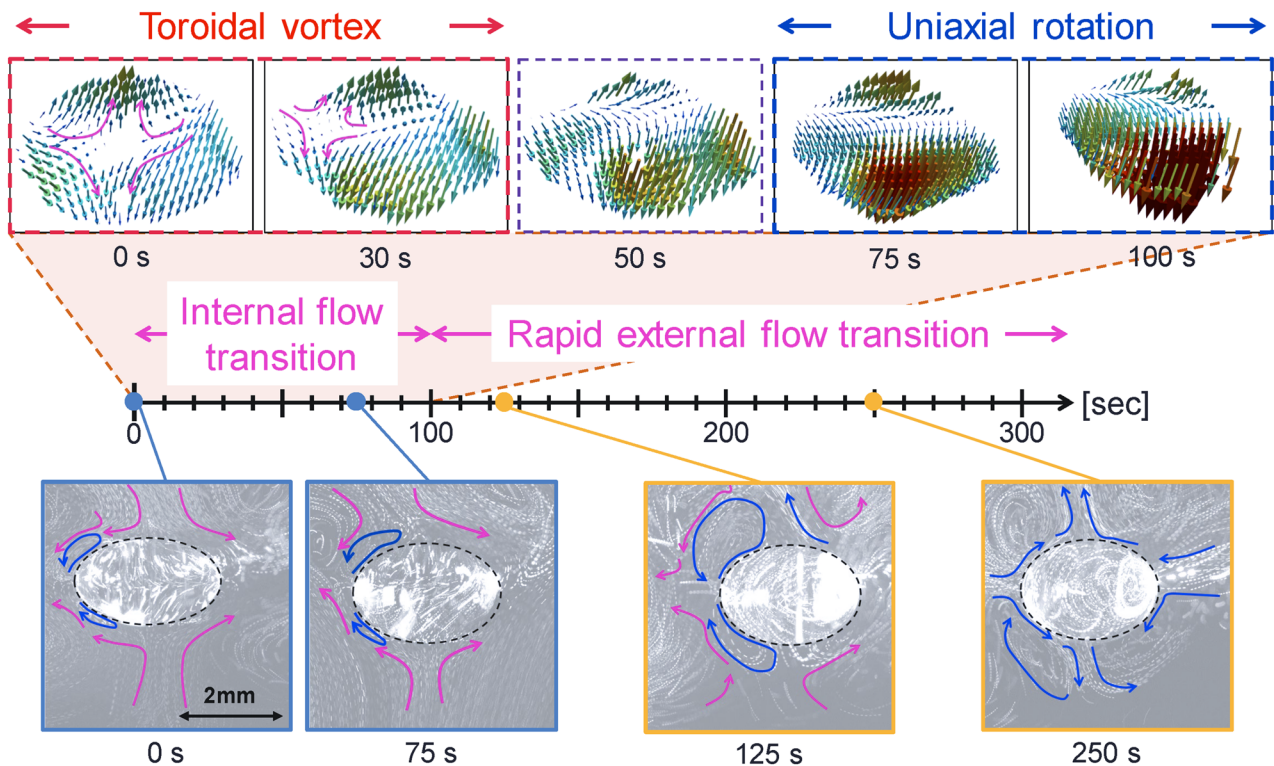 Toroidal vortex
Uniaxial rotation
0 s
30 s
50 s
75 s
100 s
Internal flow
transition
Rapid external flow transition
0
100
200
300
[sec]
2mm
0 s
75 s
125 s
250 s